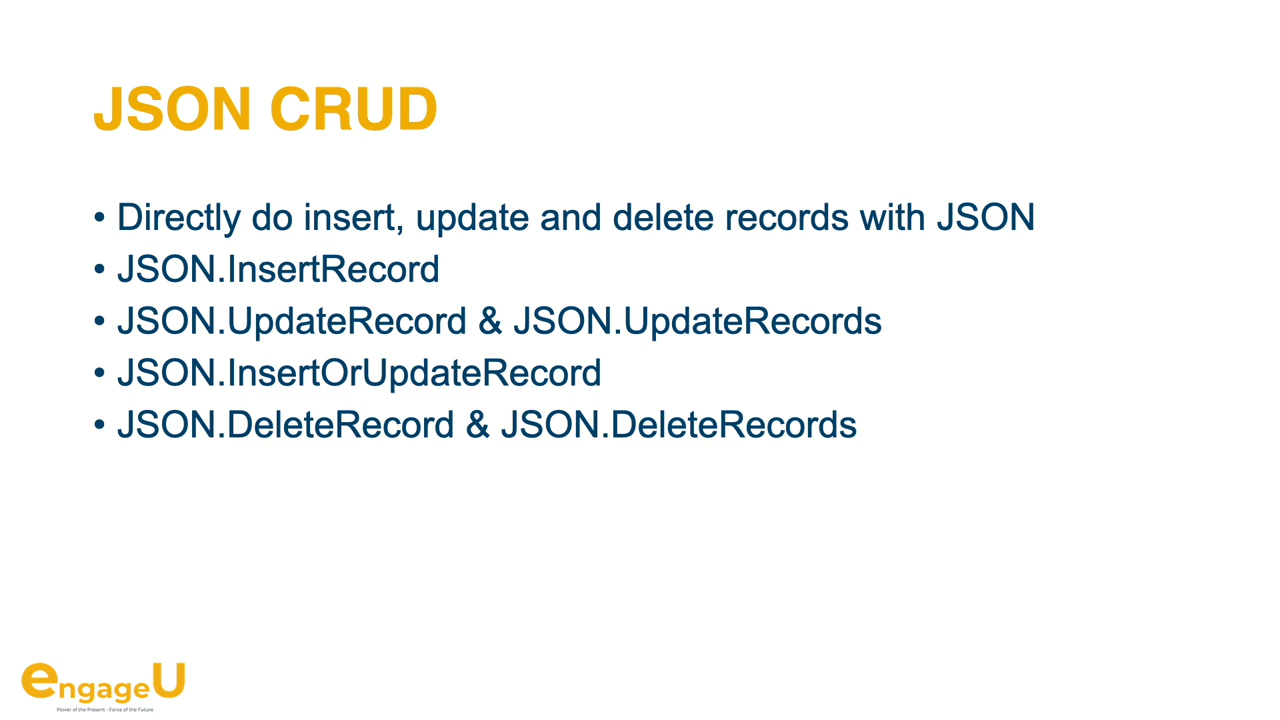 JSON CRUD
• Directly do insert, update and delete records with JSON
• JSON.InsertRecord
• JSON.UpdateRecord & JSON.UpdateRecords
• JSON.InsertOrUpdateRecord
• JSON.DeleteRecord & JSON.DeleteRecords
engageU
Power of the Present - Force of the Future